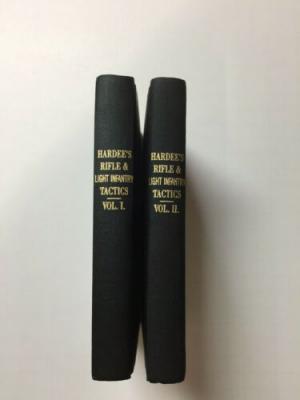 HARDEE'S
RIFLE &
LIGHT INFANTRY
TACTICS
VOL. I.
HARDEE'S
RIFLE &
LIGHT INFANTRY
TACTICS
VOL. II.